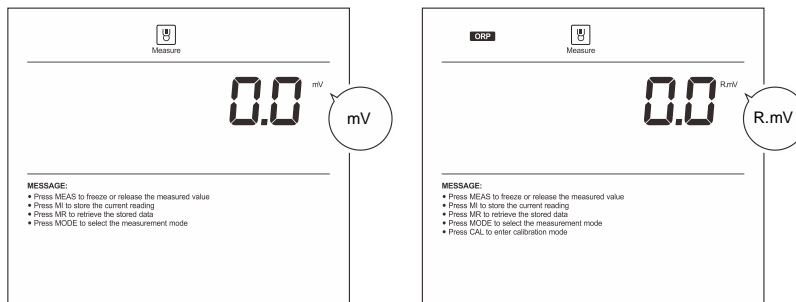 Measure
0.0 mV
mV
MESSAGE:
• Press MEAS to freeze or release the measured value
• Press MI to store the current reading
• Press MR to retrieve the stored data
• Press MODE to select the measurement mode
ORP
Measure
0.0 R.mV
R.mV
MESSAGE:
• Press MEAS to freeze or release the measured value
• Press MI to store the current reading
• Press MR to retrieve the stored data
• Press MODE to select the measurement mode
• Press CAL to enter calibration mode